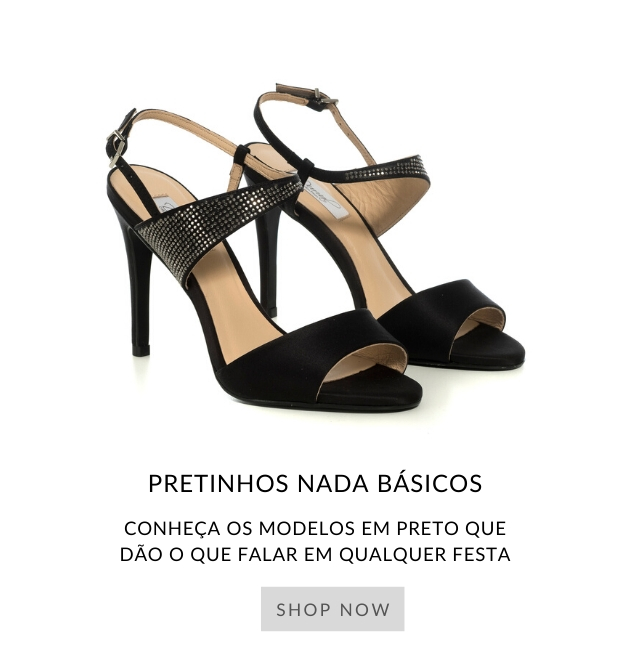 PRETINHOS NADA BÁSICOS
CONHEÇA OS MODELOS EM PRETO QUE
DÃO O QUE FALAR EM QUALQUER FESTA
SHOP NOW